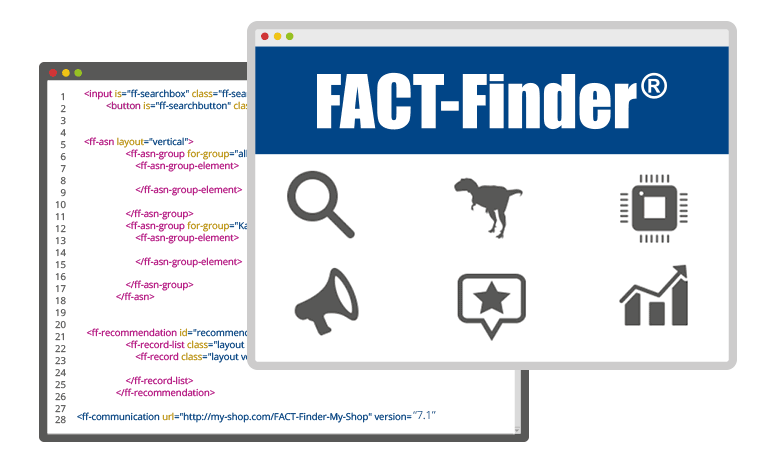 FACT-Finder®
1 <input is="ff-searchbox" class="ff-sea
2 <button is="ff-searchbutton" clas
3
4
5 <ff-asn layout="vertical">
6 <ff-asn-group for-group="all
7 <ff-asn-group-element>
8
9 </ff-asn-group-element>
10
11 </ff-asn-group>
12 <ff-asn-group for-group="Ka
13 <ff-asn-group-element>
14
15 </ff-asn-group-element>
16
17 </ff-asn-group>
18 </ff-asn>
19
20
21 <ff-recommendation id="recommend
22 <ff-record-list class="layout
23 <ff-record class="layout ve
24
25 </ff-record-list>
26 </ff-recommendation>
27
28 <ff-communication url="http://my-shop.com/FACT-Finder-My-Shop" version="7.1"